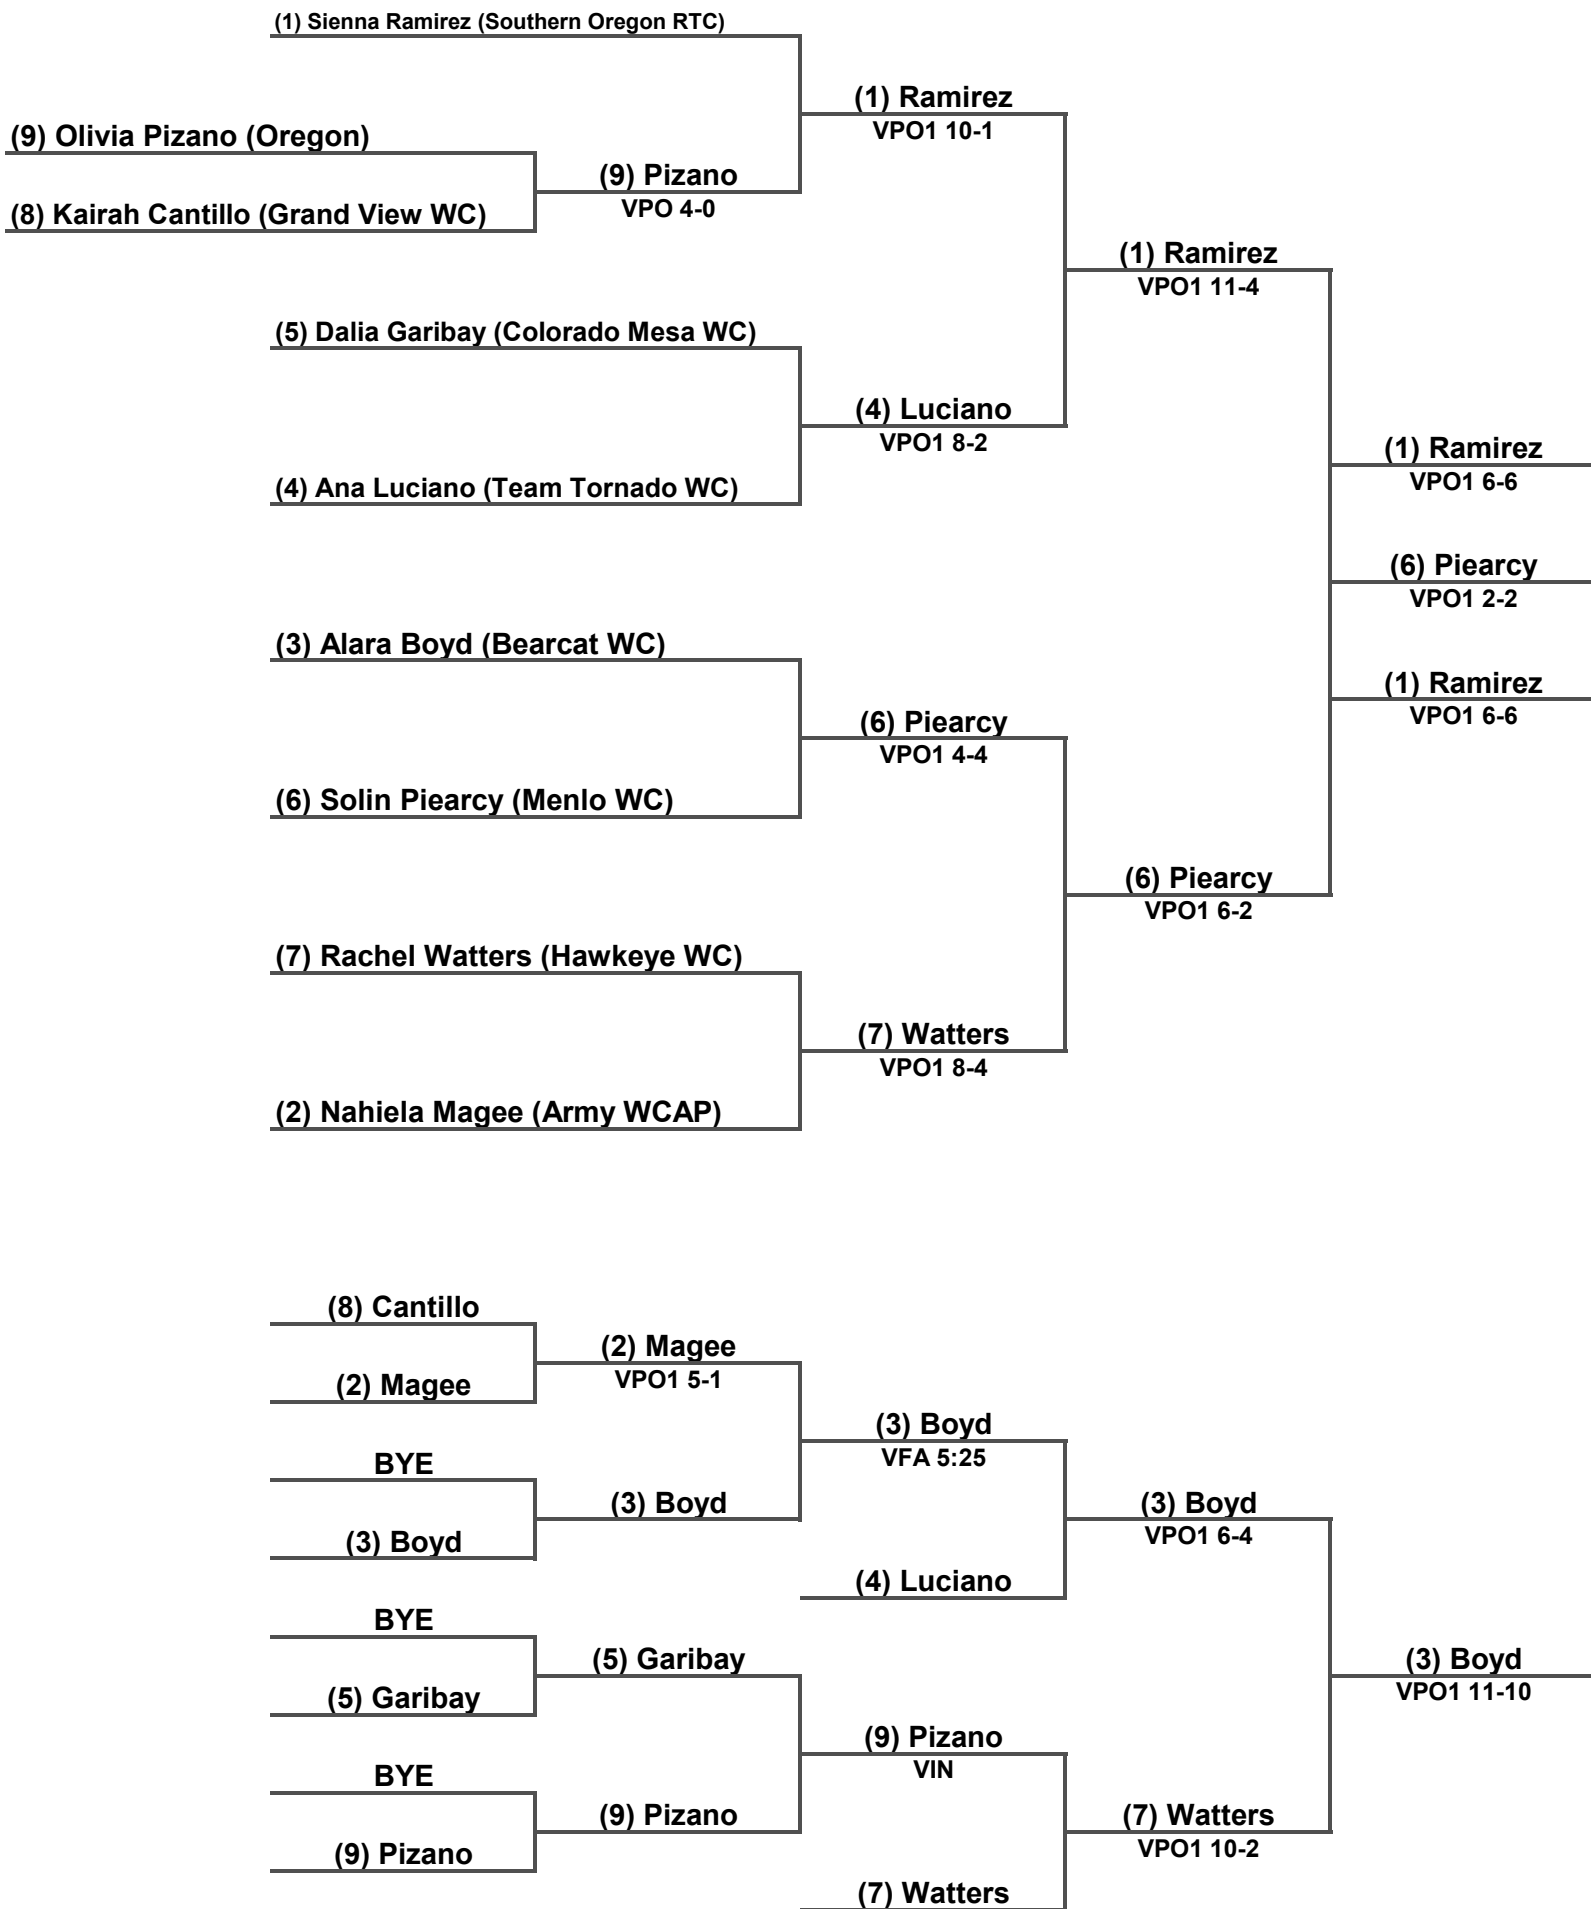 (1) Sienna Ramirez (Southern Oregon RTC)
(1) Ramirez
VPO1 10-1
(9) Olivia Pizano (Oregon)
(9) Pizano
VPO 4-0
(8) Kairah Cantillo (Grand View WC)
(1) Ramirez
VPO1 11-4
(5) Dalia Garibay (Colorado Mesa WC)
(4) Luciano
VPO1 8-2
(4) Ana Luciano (Team Tornado WC)
(1) Ramirez
VPO1 6-6
(6) Piearcy
VPO1 2-2
(1) Ramirez
VPO1 6-6
(3) Alara Boyd (Bearcat WC)
(6) Piearcy
VPO1 4-4
(6) Solin Piearcy (Menlo WC)
(6) Piearcy
VPO1 6-2
(7) Rachel Watters (Hawkeye WC)
(7) Watters
VPO1 8-4
(2) Nahiela Magee (Army WCAP)
(8) Cantillo
(2) Magee
VPO1 5-1
(2) Magee
(3) Boyd
VFA 5:25
BYE
(3) Boyd
(3) Boyd
(3) Boyd
VPO1 6-4
(4) Luciano
BYE
(5) Garibay
(5) Garibay
(3) Boyd
VPO1 11-10
(9) Pizano
VIN
BYE
(9) Pizano
(9) Pizano
(7) Watters
VPO1 10-2
(7) Watters